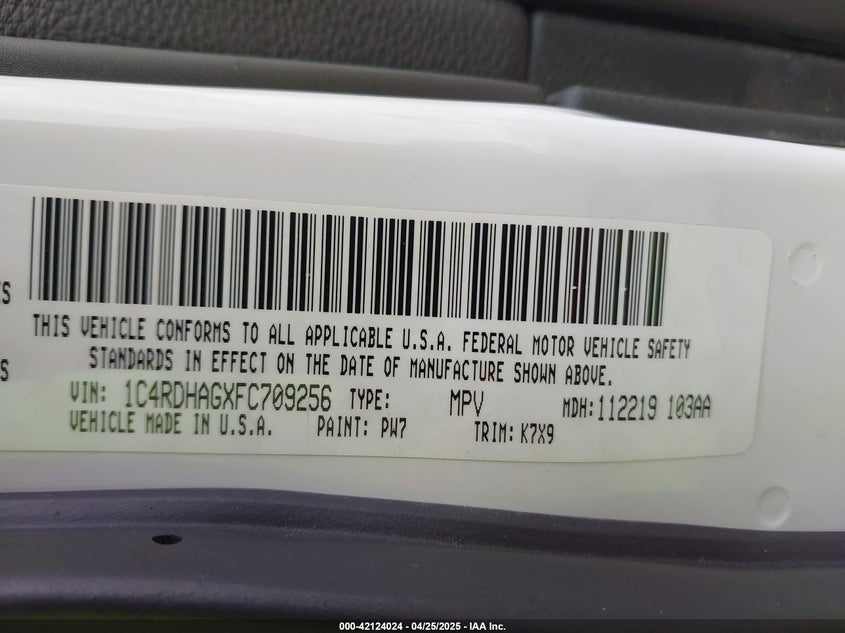 S
THIS VEHICLE CONFORMS TO ALL APPLICABLE U.S.A. FEDERAL MOTOR VEHICLE SAFETY
S STANDARDS IN EFFECT ON THE DATE OF MANUFACTURE SHOWN ABOVE.
VIN: 1C4RDHAGXFC709256 TYPE: MPV MDH:112219 103AA
VEHICLE MADE IN U.S.A. PAINT: PW7 TRIM: K7X9
000-42124024 - 04/25/2025 - IAA Inc.